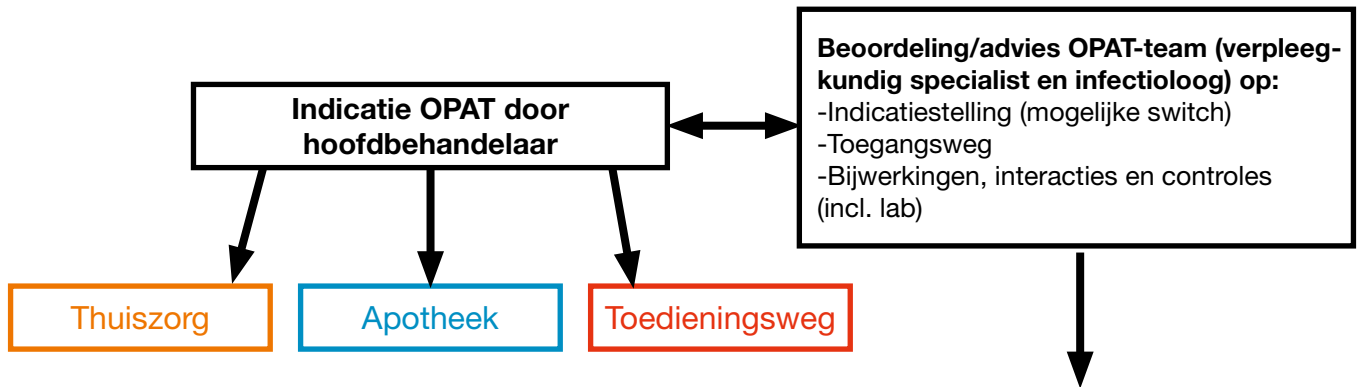 Indicatie OPAT door
hoofdbehandelaar
Beoordeling/advies OPAT-team (verpleeg-
kundig specialist en infectioloog) op:
-Indicatiestelling (mogelijke switch)
-Toegangsweg
-Bijwerkingen, interacties en controles
(incl. lab)
Thuiszorg
Apotheek
Toedieningsweg